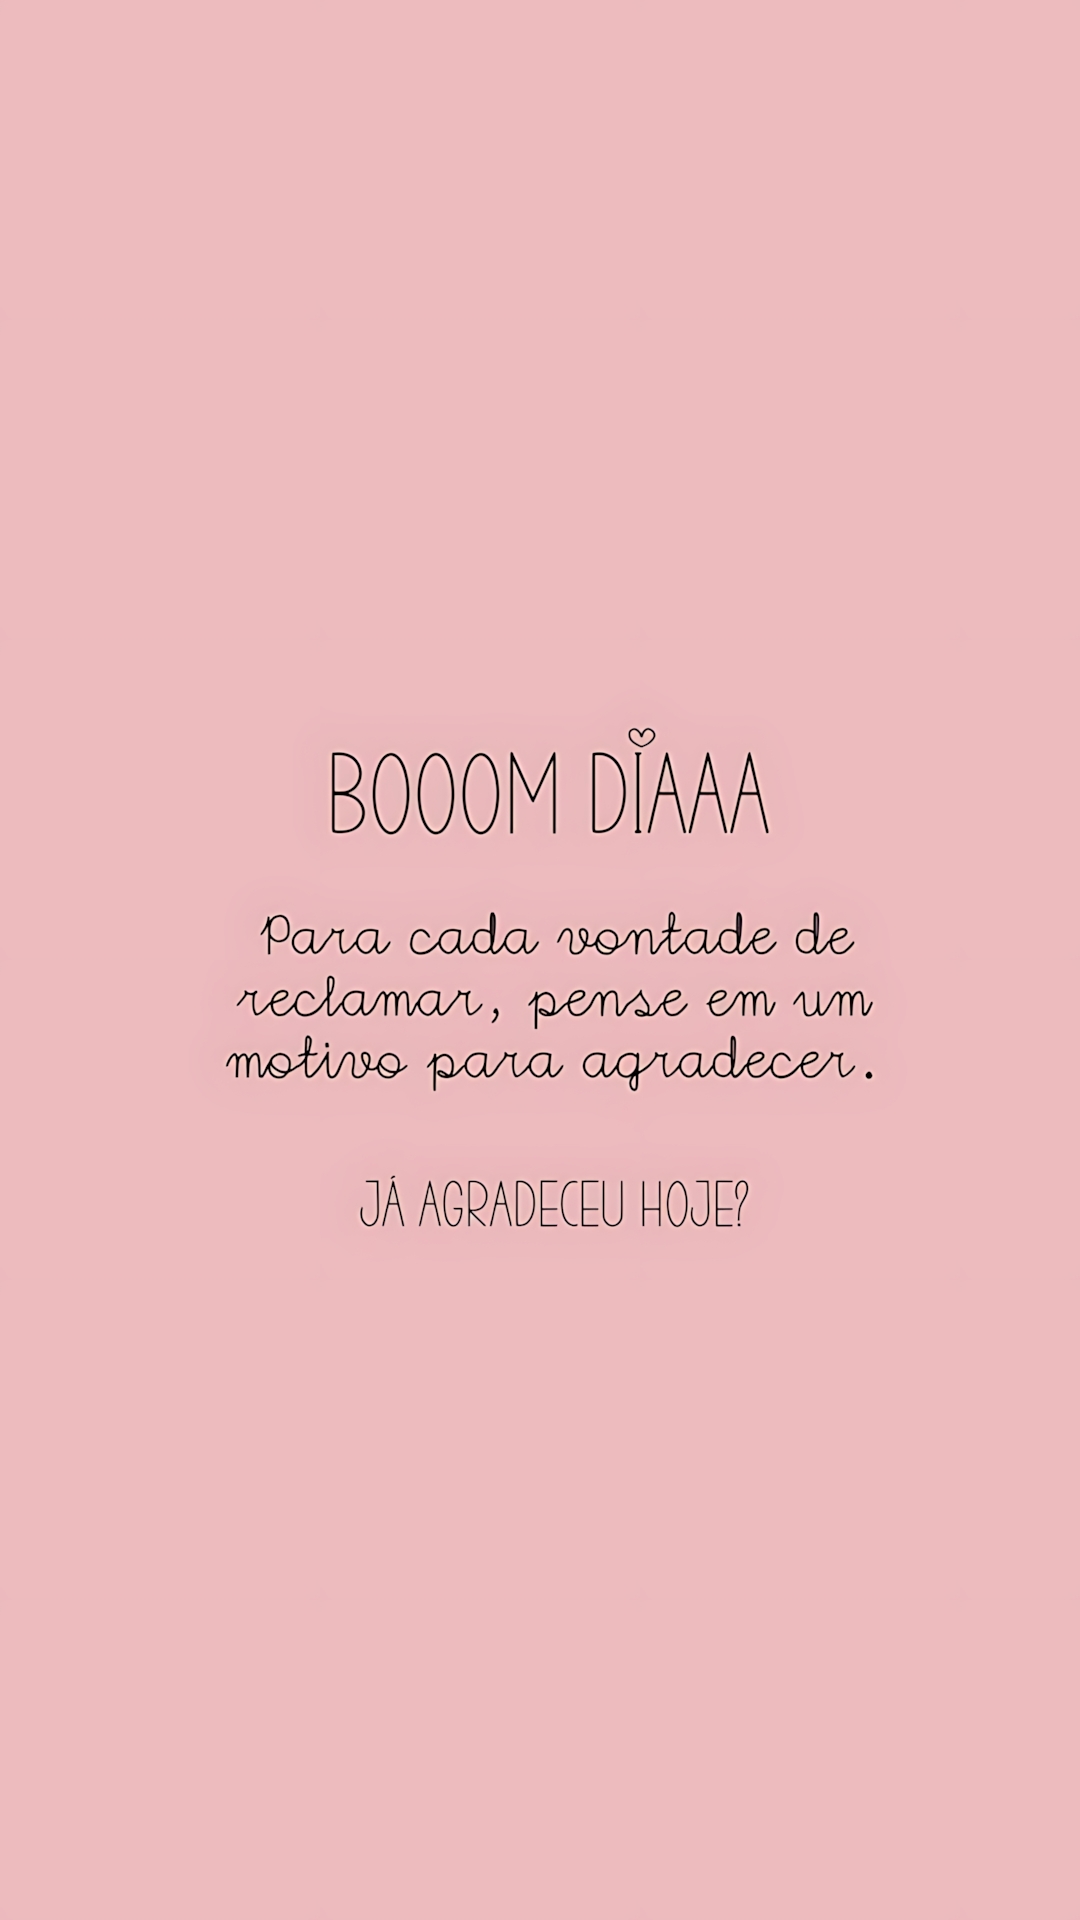 BOOOM DIAAA
Para cada vontade de
reclamar, pense em um
motivo para agradecer.
JÁ AGRADECEU HOJE?